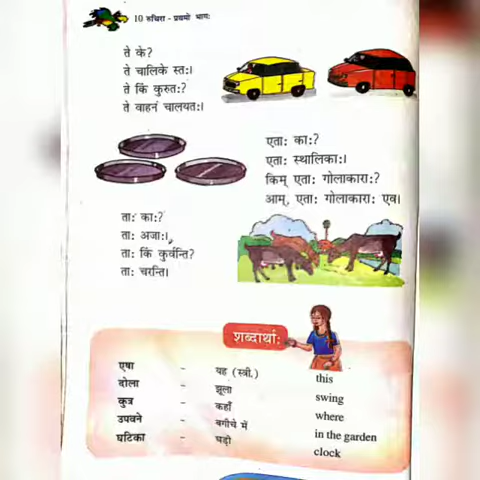 10 रुचिरा - प्रथमो भागः
ते के?
ते चालिके स्तः।
ते किं कुरुतः?
ते वाहनं चालयतः।
एताः काः?
एताः स्थालिकाः।
किम् एताः गोलाकाराः?
आम्, एताः गोलाकाराः एव।
ताः काः?
ताः अजाः।
ताः किं कुर्वन्ति?
ताः चरन्ति।
शब्दार्थाः
एषा - यह (स्त्री.) this
दोला - झूला swing
कुत्र - कहाँ where
उपवने - बगीचे में in the garden
घटिका - घड़ी clock